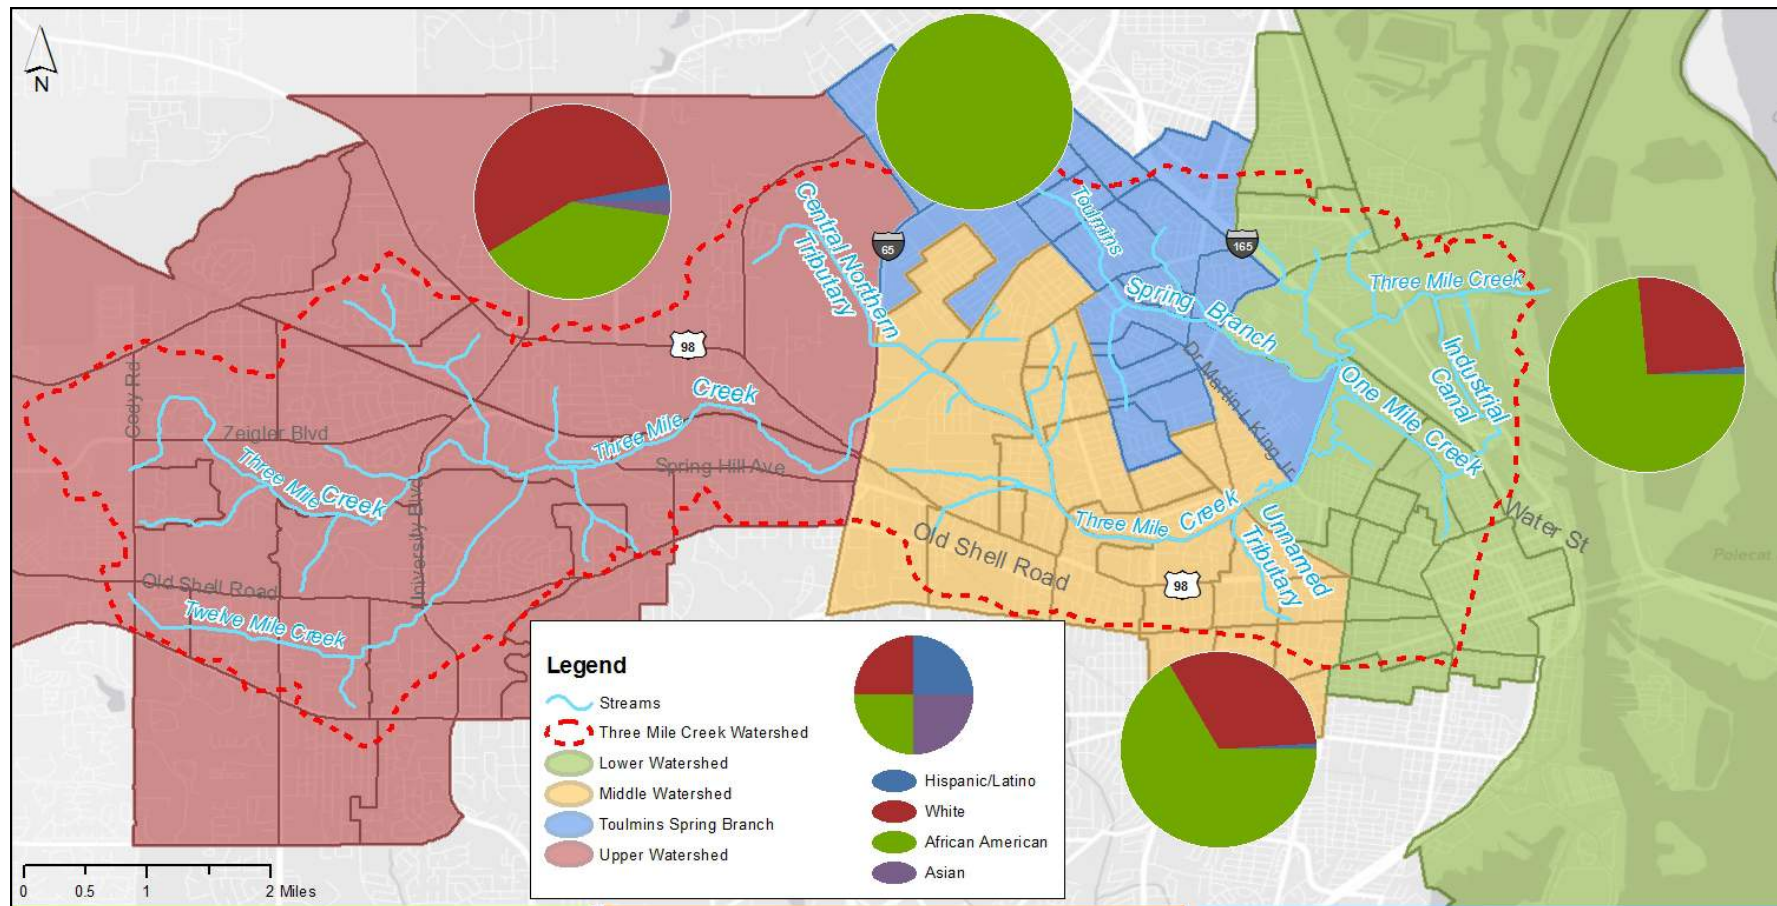 N
65
165
98
98
Central Northern
Tributary
Toulmins
Spring Branch
Three Mile Creek
Industrial
Canal
One Mile Creek
Dr Martin L King Jr
Cody Rd
Zeigler Blvd
Three Mile Creek
Three Mile Creek
Spring Hill Ave
University Blvd
Old Shell Road
Twelve Mile Creek
Three Mile Creek
Old Shell Road
Unnamed
Tributary
Water St
Polecat
Legend
Streams
Three Mile Creek Watershed
Lower Watershed
Middle Watershed
Toulmins Spring Branch
Upper Watershed
Hispanic/Latino
White
African American
Asian
0 0.5 1 2 Miles